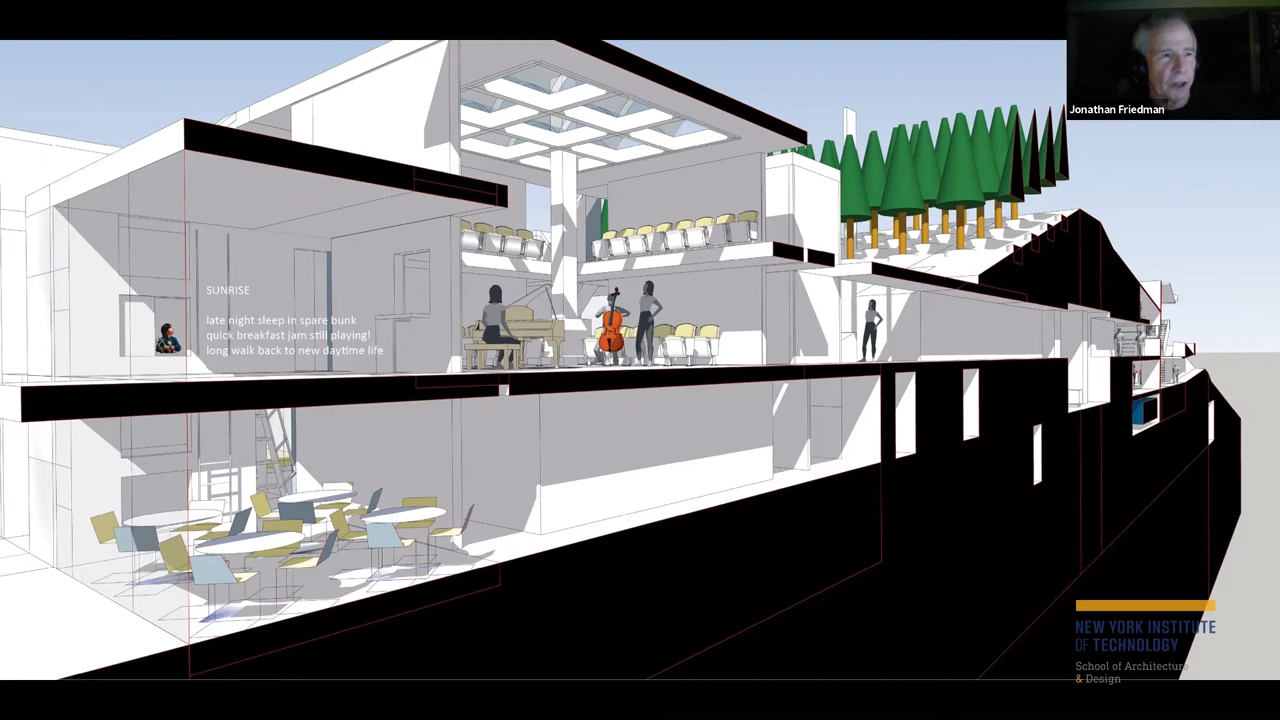 Jonathan Friedman
SUNRISE
late night sleep in spare bunk
quick breakfast jam still playing!
long walk back to new daytime life
NEW YORK INSTITUTE
OF TECHNOLOGY
School of Architecture
& Design